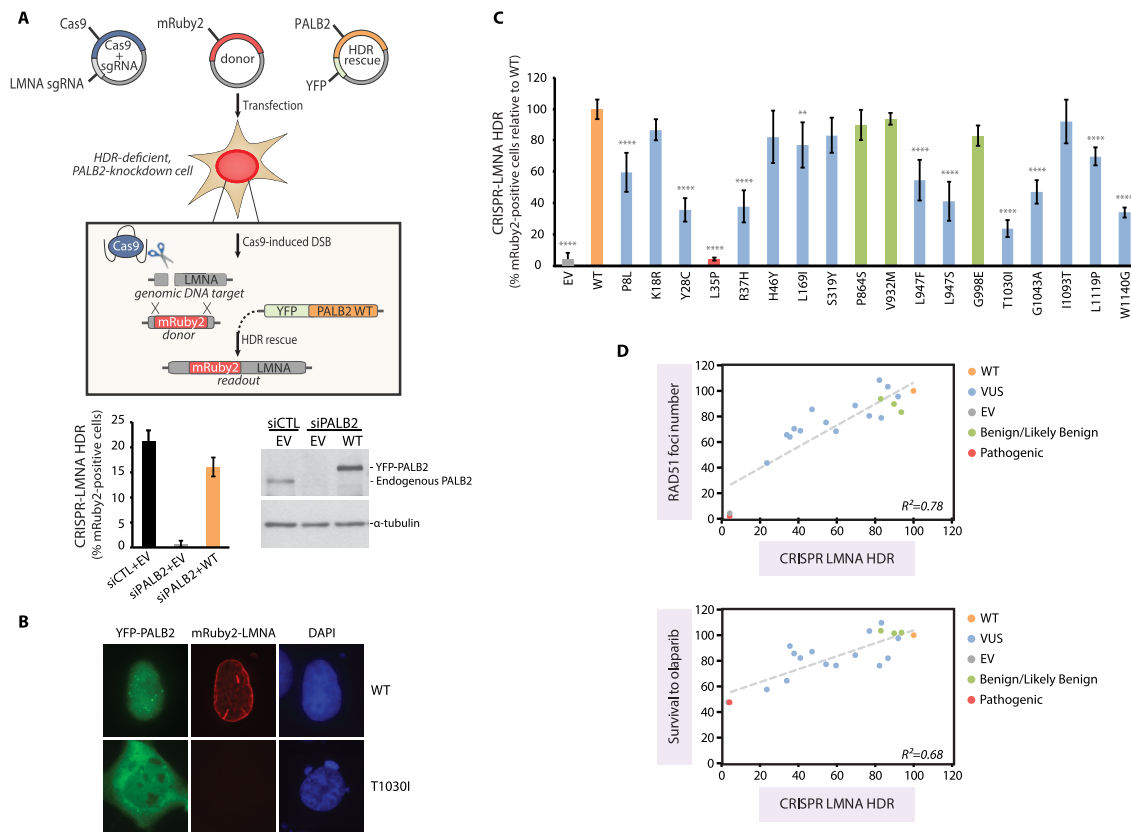 A
Cas9
Cas9
+
sgRNA
LMNA sgRNA
mRuby2
donor
PALB2
HDR
rescue
YFP
Transfection
HDR-deficient,
PALB2-knockdown cell
Cas9
Cas9-induced DSB
LMNA
genomic DNA target
mRuby2
donor
YFP
PALB2 WT
HDR rescue
mRuby2
LMNA
readout
CRISPR-LMNA HDR
(% mRuby2-positive cells)
25
20
15
10
5
0
siCTL+EV
siPALB2+EV
siPALB2+WT
siCTL
siPALB2
EV
EV
WT
- YFP-PALB2
- Endogenous PALB2
-α-tubulin
B
YFP-PALB2
mRuby2-LMNA
DAPI
WT
T1030I
C
CRISPR-LMNA HDR
(% mRuby2-positive cells relative to WT)
120
100
80
60
40
20
0
****
****
****
****
****
**
****
****
****
****
****
****
EV
WT
P8L
K18R
Y28C
L35P
R37H
H46Y
L169I
S319Y
P864S
V932M
L947F
L947S
G998E
T1030I
G1043A
I1093T
L1119P
W1140G
D
RAD51 foci number
120
100
80
60
40
20
0
0
20
40
60
80
100
120
R²=0.78
CRISPR LMNA HDR
WT
VUS
EV
Benign/Likely Benign
Pathogenic
Survival to olaparib
120
100
80
60
40
20
0
0
20
40
60
80
100
120
R²=0.68
CRISPR LMNA HDR
WT
VUS
EV
Benign/Likely Benign
Pathogenic